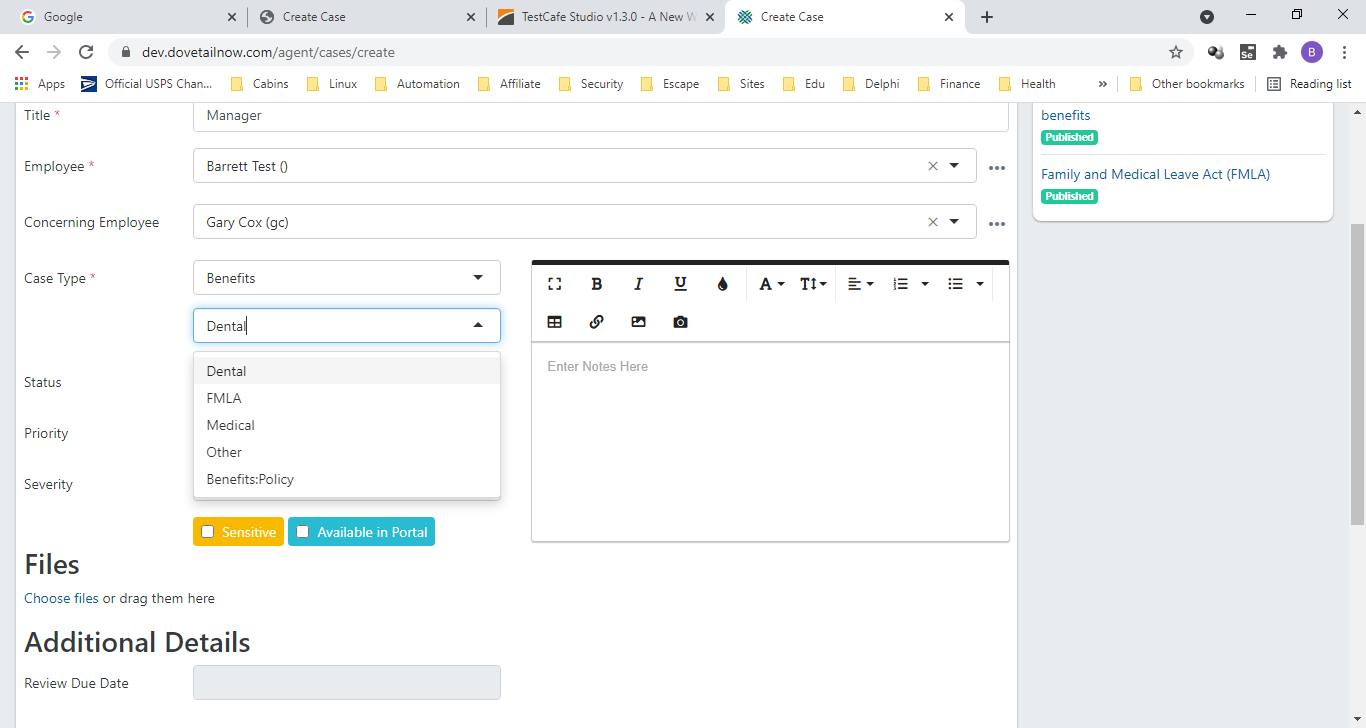 Google
Create Case
TestCafe Studio v1.3.0 - A New W
Create Case
dev.dovetailnow.com/agent/cases/create
Se
B
Apps
Official USPS Chan...
Cabins
Linux
Automation
Affiliate
Security
Escape
Sites
Edu
Delphi
Finance
Health
»
Other bookmarks
Reading list
Title *
Manager
Employee *
Barrett Test ()
Concerning Employee
Gary Cox (gc)
Case Type *
Benefits
Dental
Dental
FMLA
Medical
Other
Benefits:Policy
Status
Priority
Severity
Sensitive
Available in Portal
B I U A T
Enter Notes Here
Files
Choose files or drag them here
Additional Details
Review Due Date
benefits
Published
Family and Medical Leave Act (FMLA)
Published